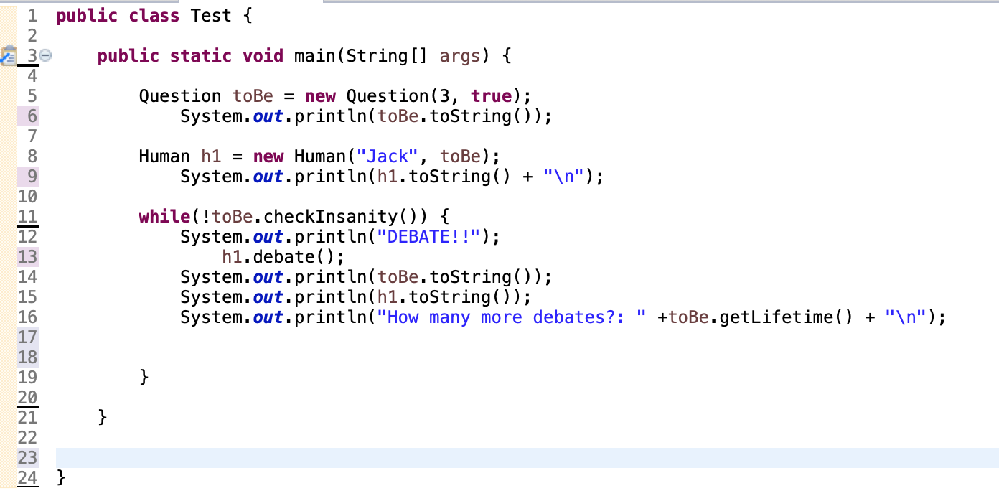 1 public class Test {
2
3 public static void main(String[] args) {
4
5 Question toBe = new Question(3, true);
6 System.out.println(toBe.toString());
7
8 Human h1 = new Human("Jack", toBe);
9 System.out.println(h1.toString() + "\n");
10
11 while(!toBe.checkInsanity()) {
12 System.out.println("DEBATE!!");
13 h1.debate();
14 System.out.println(toBe.toString());
15 System.out.println(h1.toString());
16 System.out.println("How many more debates?: " +toBe.getLifetime() + "\n");
17
18
19 }
20
21 }
22
23
24 }